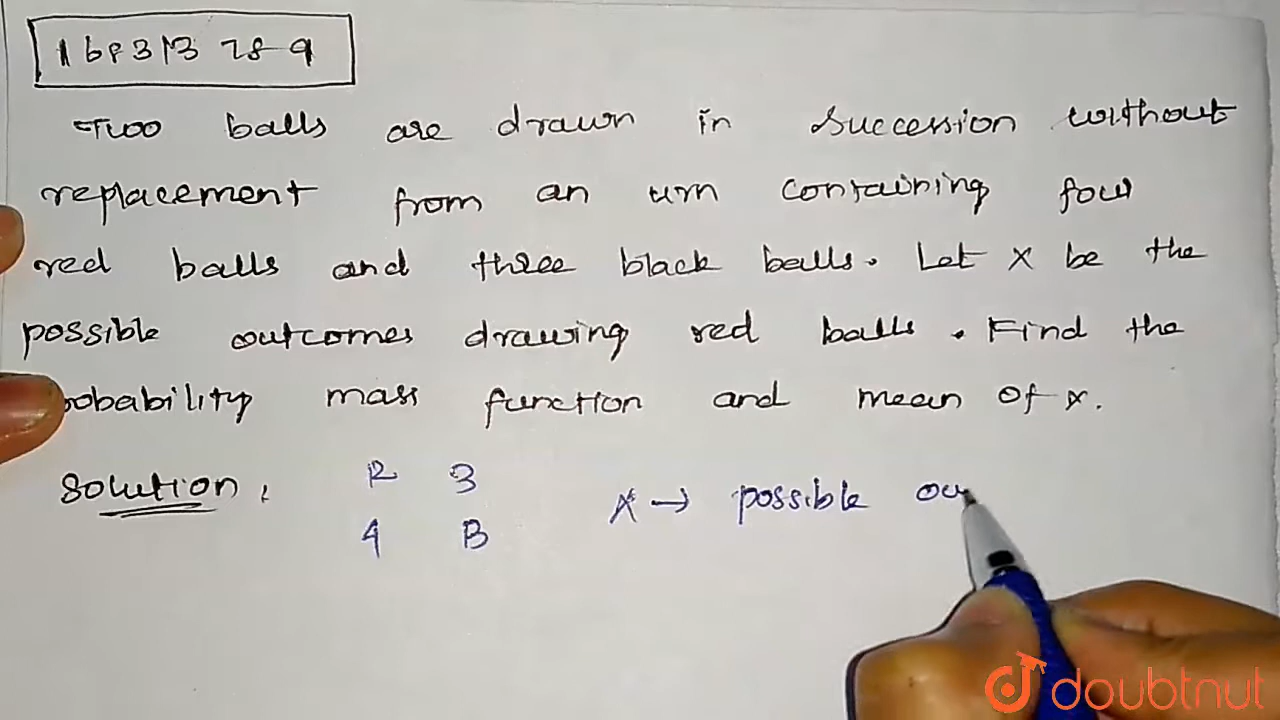 Two balls are drawn in succession without
replacement from an urn containing four
red balls and three black balls. Let X be the
possible outcomes drawing red balls. Find the
obability mass function and mean of x.
Solution:
R 3
4 B
X → possible ou
doubtnut